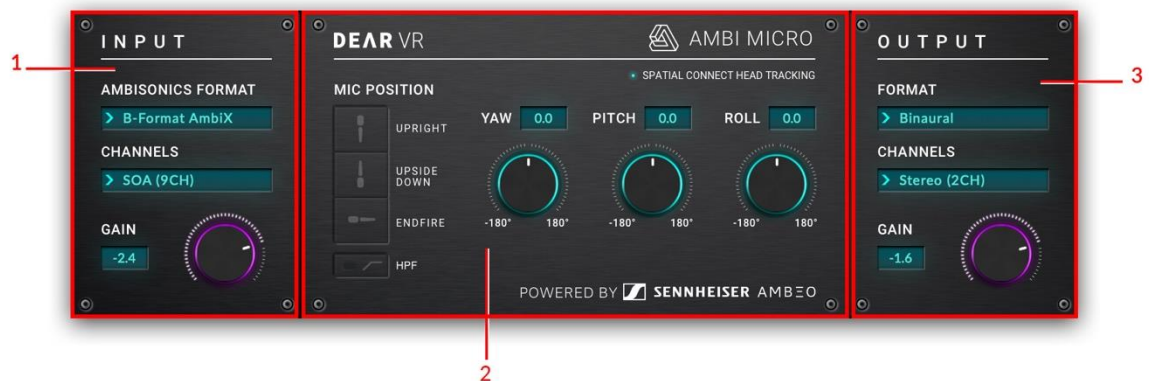 1
INPUT
AMBISONICS FORMAT
> B-Format AmbiX
CHANNELS
> SOA (9CH)
GAIN
-2.4
DEΛR VR
AMBI MICRO
SPATIAL CONNECT HEAD TRACKING
MIC POSITION
UPRIGHT
UPSIDE
DOWN
ENDFIRE
HPF
YAW 0.0
-180° 180°
PITCH 0.0
-180° 180°
ROLL 0.0
-180° 180°
POWERED BY SENNHEISER AMBΞO
2
OUTPUT
3
FORMAT
> Binaural
CHANNELS
> Stereo (2CH)
GAIN
-1.6